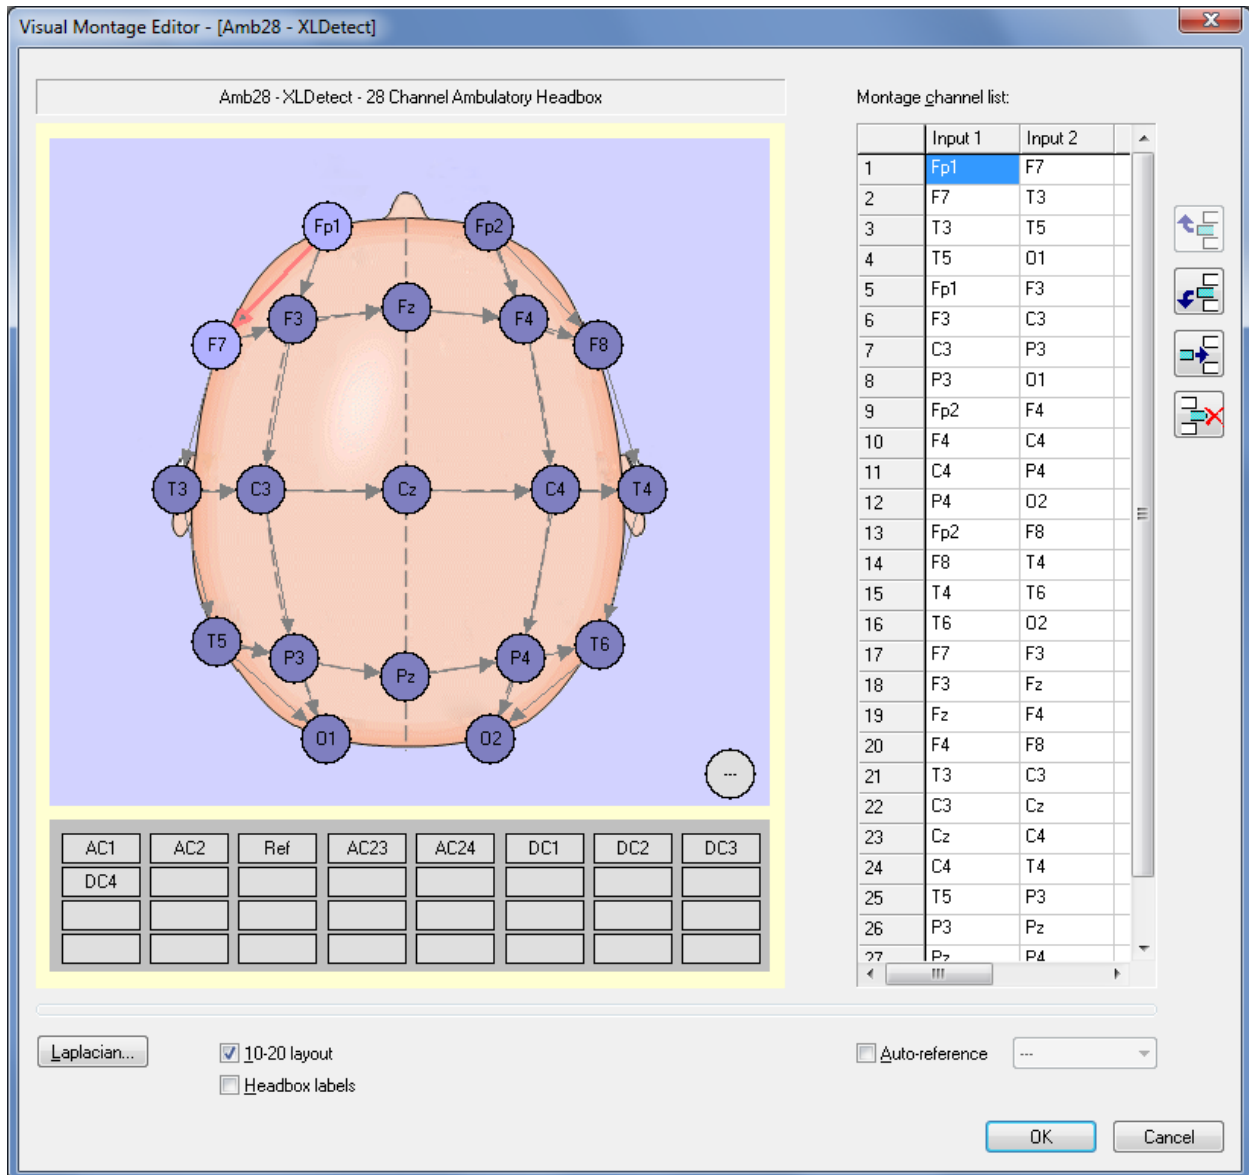 Visual Montage Editor - [Amb28 - XLDetect]
Amb28 - XLDetect - 28 Channel Ambulatory Headbox
Montage channel list:
Input 1 Input 2
1 Fp1 F7
2 F7 T3
3 T3 T5
4 T5 O1
5 Fp1 F3
6 F3 C3
7 C3 P3
8 P3 O1
9 Fp2 F4
10 F4 C4
11 C4 P4
12 P4 O2
13 Fp2 F8
14 F8 T4
15 T4 T6
16 T6 O2
17 F7 F3
18 F3 Fz
19 Fz F4
20 F4 F8
21 T3 C3
22 C3 Cz
23 Cz C4
24 C4 T4
25 T5 P3
26 P3 Pz
27 Pz P4
Fp1 Fp2
F7 F3 Fz F4 F8
T3 C3 Cz C4 T4
T5 P3 Pz P4 T6
O1 O2
---
AC1 AC2 Ref AC23 AC24 DC1 DC2 DC3
DC4
Laplacian...
10-20 layout
Headbox labels
Auto-reference ---
OK Cancel